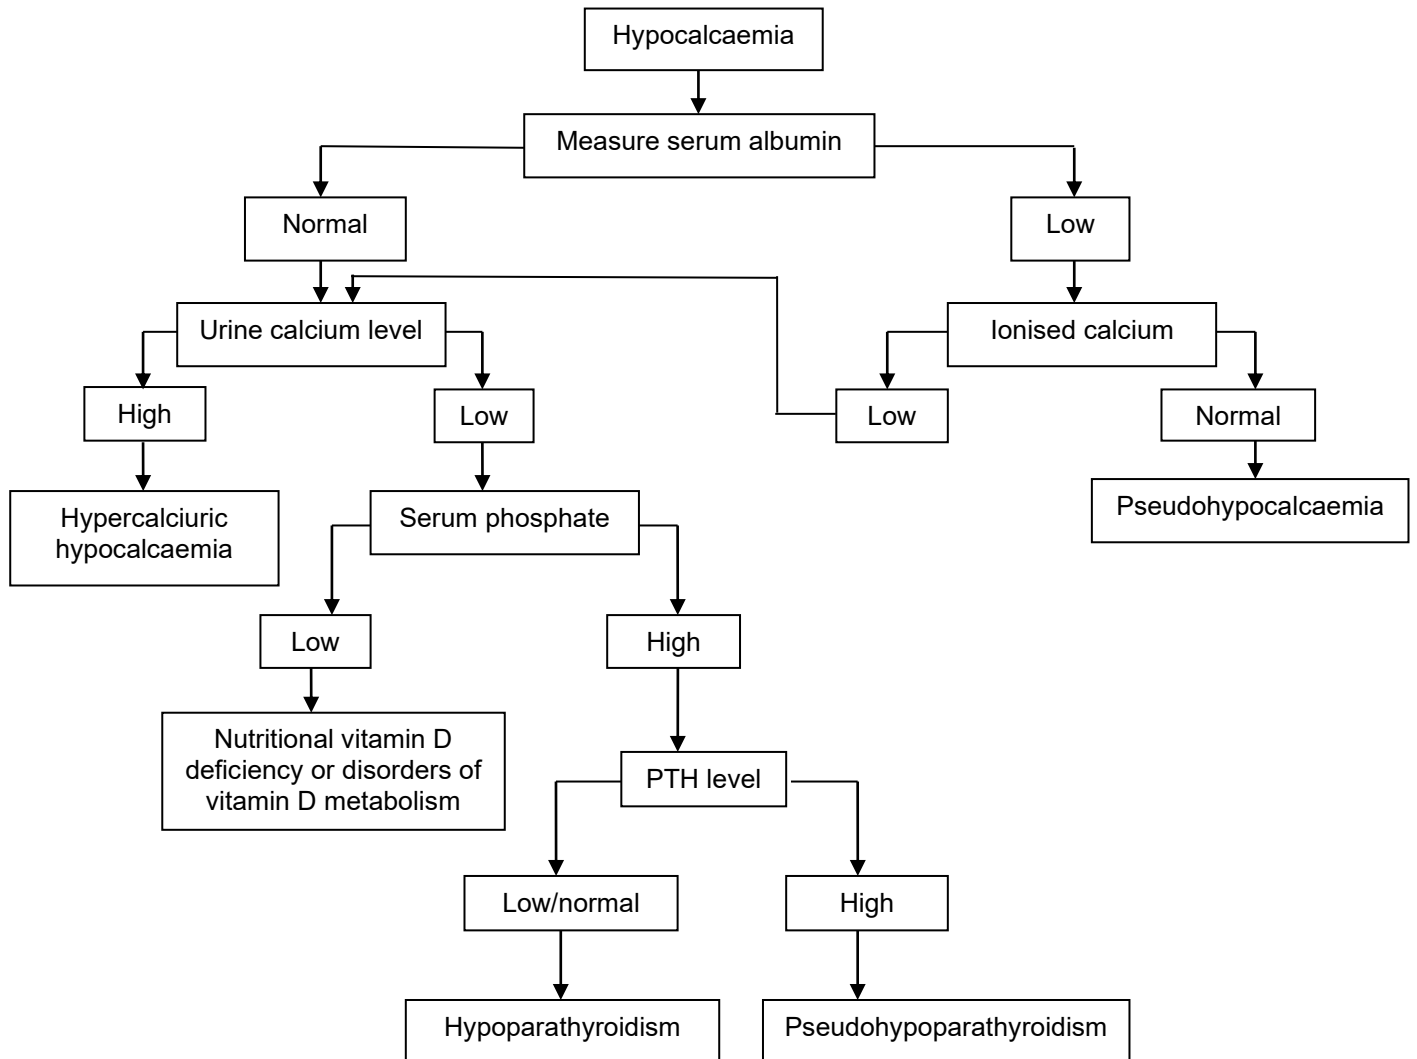 Hypocalcaemia
Measure serum albumin
Normal
Low
Urine calcium level
Ionised calcium
High
Low
Low
Normal
Hypercalciuric
hypocalcaemia
Serum phosphate
Pseudohypocalcaemia
Low
High
Nutritional vitamin D
deficiency or disorders of
vitamin D metabolism
PTH level
Low/normal
High
Hypoparathyroidism
Pseudohypoparathyroidism